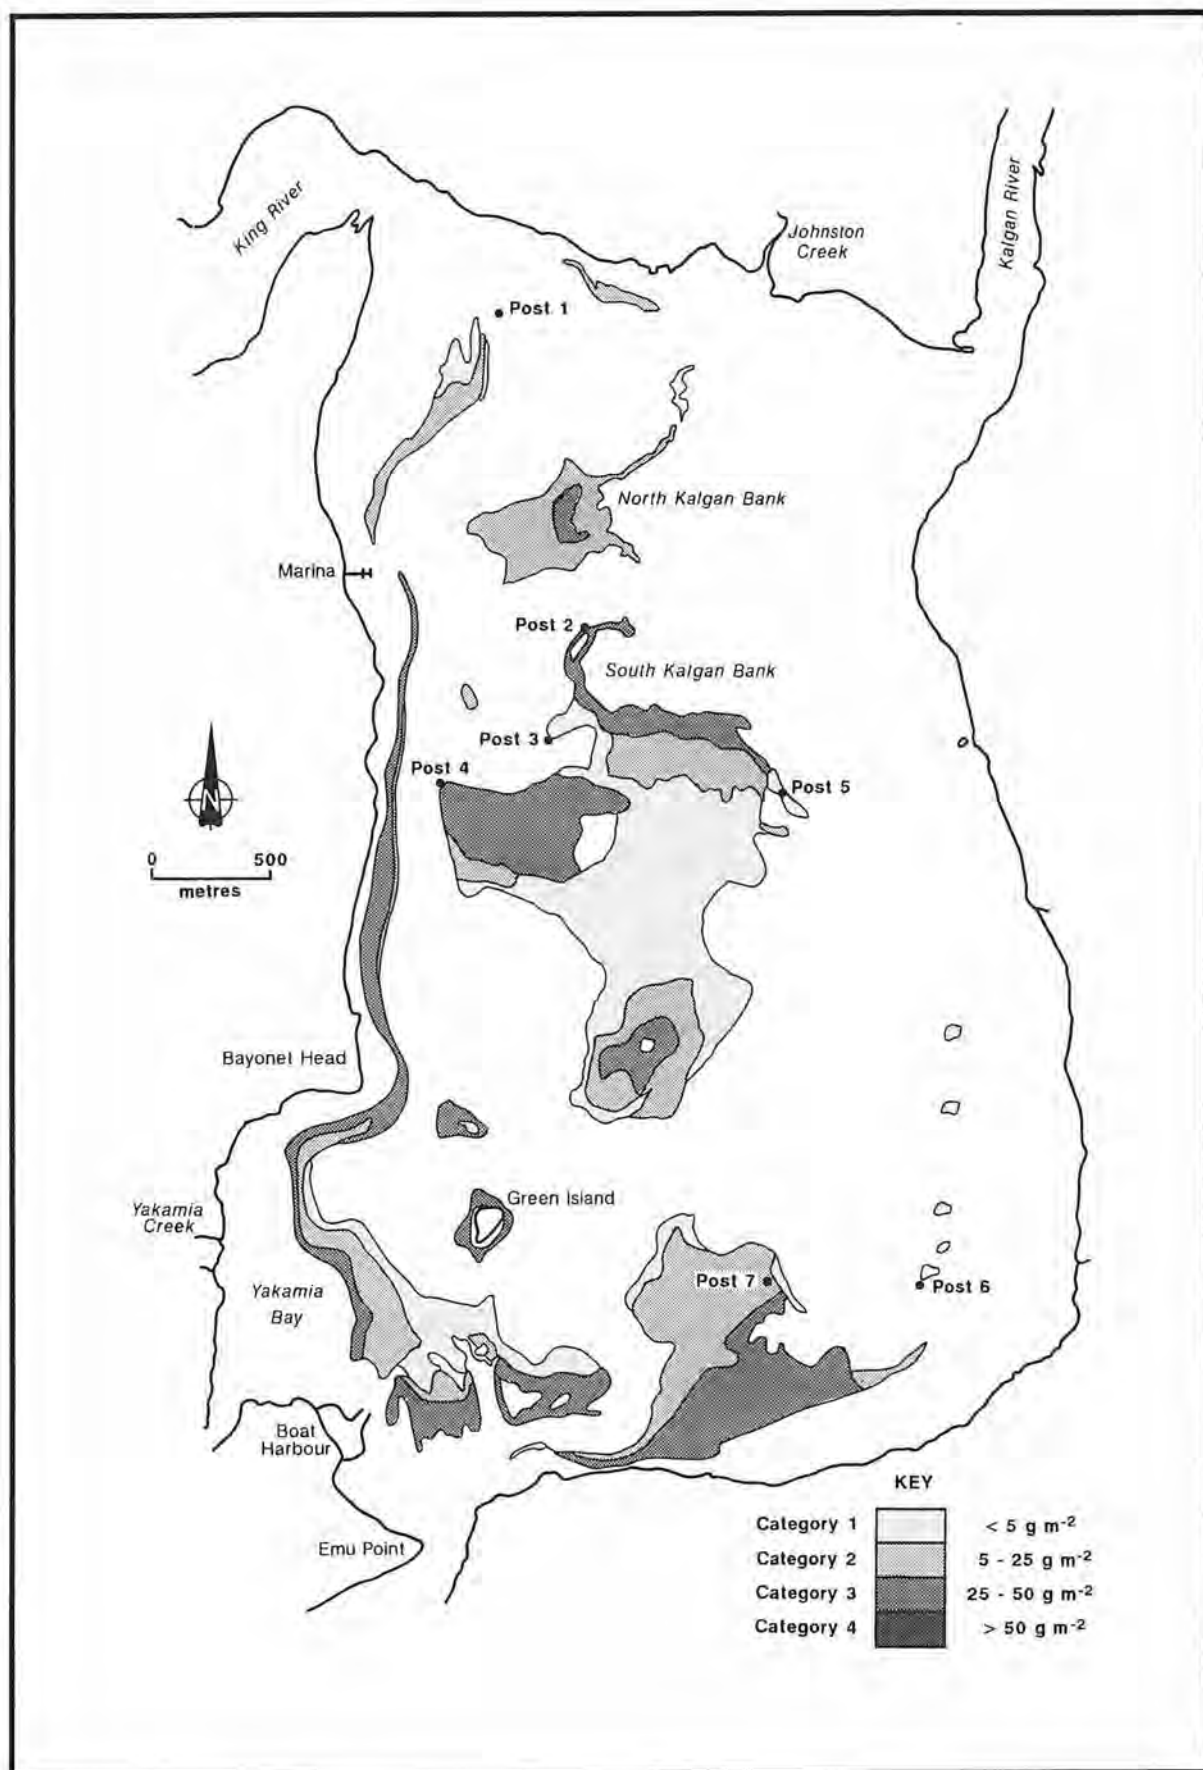 King River
Johnston
Creek
Kalgan River
Post 1
North Kalgan Bank
Marina
Post 2
South Kalgan Bank
Post 3
Post 4
Post 5
N
0 500
metres
Bayonet Head
Green Island
Yakamia
Creek
Post 7
Post 6
Yakamia
Bay
Boat
Harbour
Emu Point
KEY
Category 1 < 5 g m-2
Category 2 5 - 25 g m-2
Category 3 25 - 50 g m-2
Category 4 > 50 g m-2